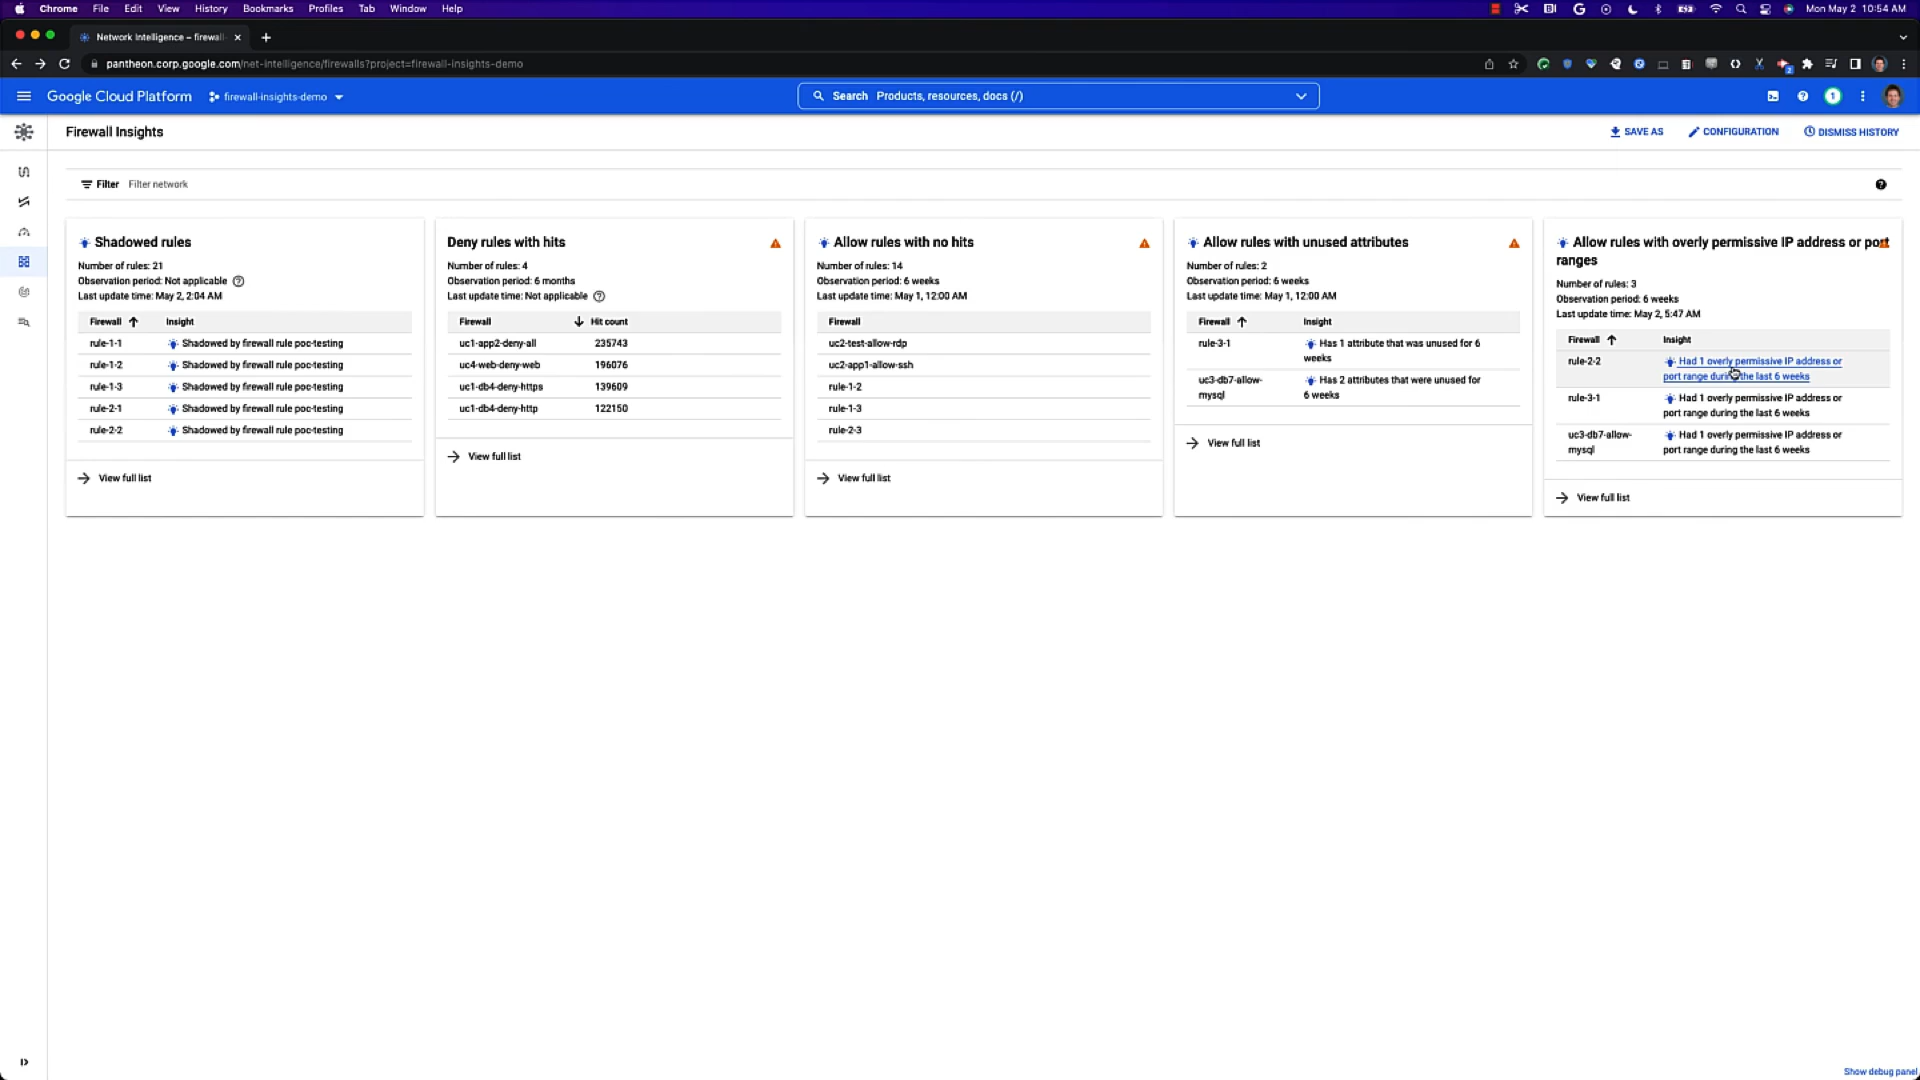 Chrome File Edit View History Bookmarks Profiles Tab Window Help
Mon May 2 10:54 AM
Network Intelligence – firewall
pantheon.corp.google.com/net-intelligence/firewalls?project=firewall-insights-demo
Google Cloud Platform
firewall-insights-demo
Search Products, resources, docs (/)
1
Firewall Insights
SAVE AS
CONFIGURATION
DISMISS HISTORY
Filter Filter network
Shadowed rules
Number of rules: 21
Observation period: Not applicable
Last update time: May 2, 2:04 AM
Firewall Insight
rule-1-1 Shadowed by firewall rule poc-testing
rule-1-2 Shadowed by firewall rule poc-testing
rule-1-3 Shadowed by firewall rule poc-testing
rule-2-1 Shadowed by firewall rule poc-testing
rule-2-2 Shadowed by firewall rule poc-testing
View full list
Deny rules with hits
Number of rules: 4
Observation period: 6 months
Last update time: Not applicable
Firewall Hit count
uc1-app2-deny-all 235743
uc4-web-deny-web 196076
uc1-db4-deny-https 139609
uc1-db4-deny-http 122150
View full list
Allow rules with no hits
Number of rules: 14
Observation period: 6 weeks
Last update time: May 1, 12:00 AM
Firewall
uc2-test-allow-rdp
uc2-app1-allow-ssh
rule-1-2
rule-1-3
rule-2-3
View full list
Allow rules with unused attributes
Number of rules: 2
Observation period: 6 weeks
Last update time: May 1, 12:00 AM
Firewall Insight
rule-3-1 Has 1 attribute that was unused for 6
weeks
uc3-db7-allow- Has 2 attributes that were unused for
mysql 6 weeks
View full list
Allow rules with overly permissive IP address or port
ranges
Number of rules: 3
Observation period: 6 weeks
Last update time: May 2, 5:47 AM
Firewall Insight
rule-2-2 Had 1 overly permissive IP address or
port range during the last 6 weeks
rule-3-1 Had 1 overly permissive IP address or
port range during the last 6 weeks
uc3-db7-allow- Had 1 overly permissive IP address or
mysql port range during the last 6 weeks
View full list
Show debug panel